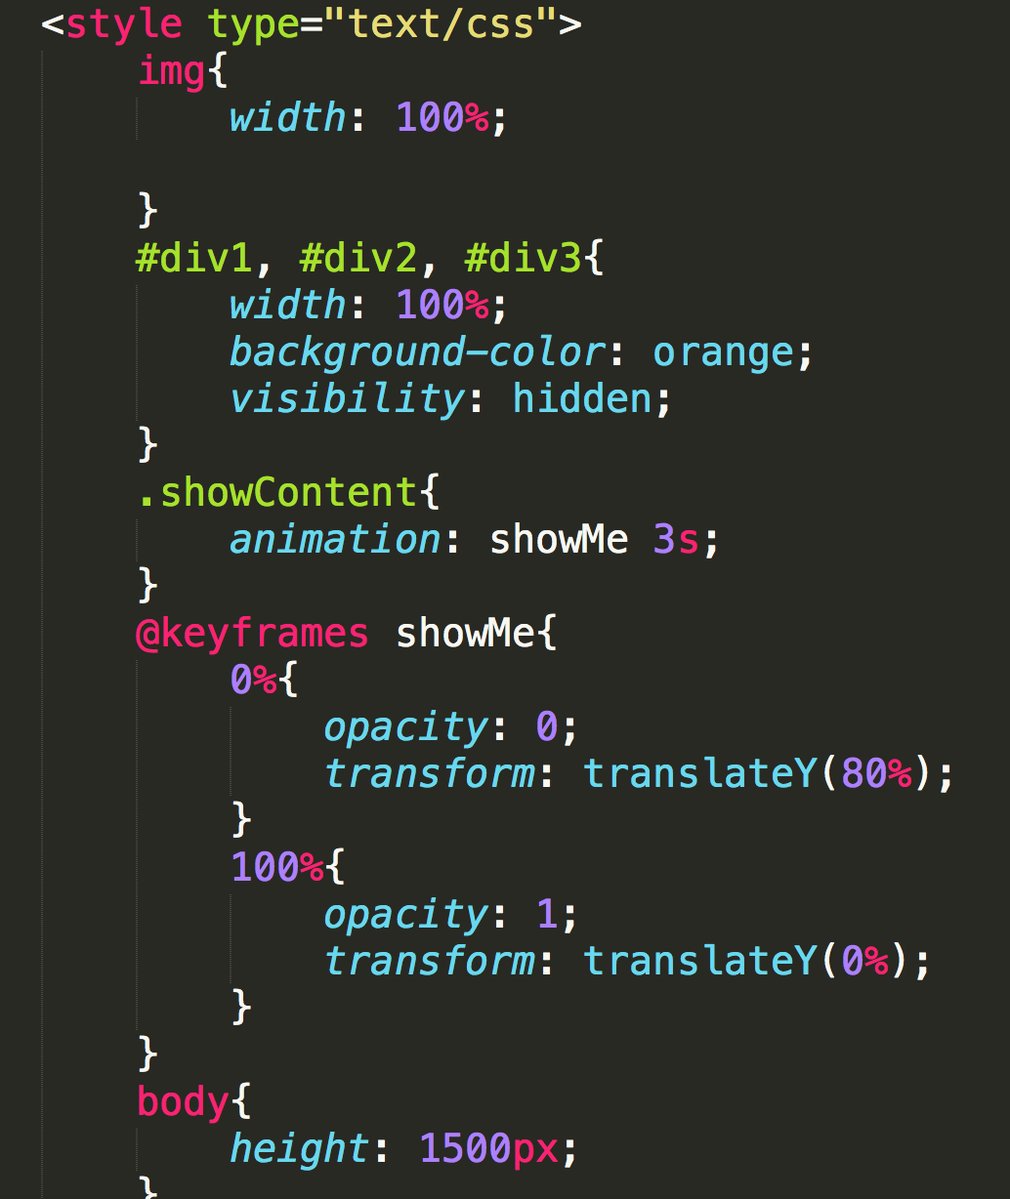 <style type="text/css">
img{
width: 100%;
}
#div1, #div2, #div3{
width: 100%;
background-color: orange;
visibility: hidden;
}
.showContent{
animation: showMe 3s;
}
@keyframes showMe{
0%{
opacity: 0;
transform: translateY(80%);
}
100%{
opacity: 1;
transform: translateY(0%);
}
}
body{
height: 1500px;
}